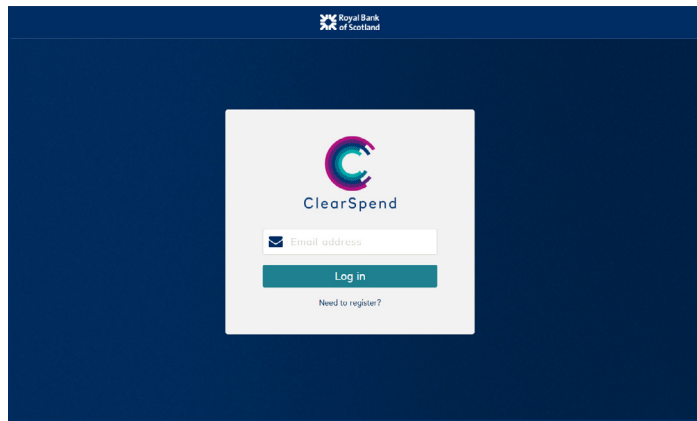 Royal Bank
of Scotland
ClearSpend
Email address
Log in
Need to register?